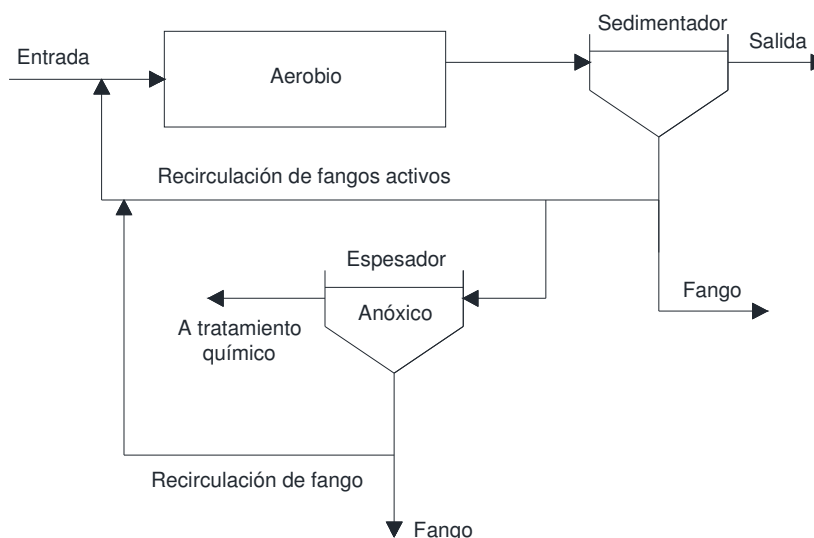 Sedimentador
Entrada
Salida
Aerobio
Recirculación de fangos activos
Espesador
Fango
Anóxico
A tratamiento
químico
Recirculación de fango
Fango